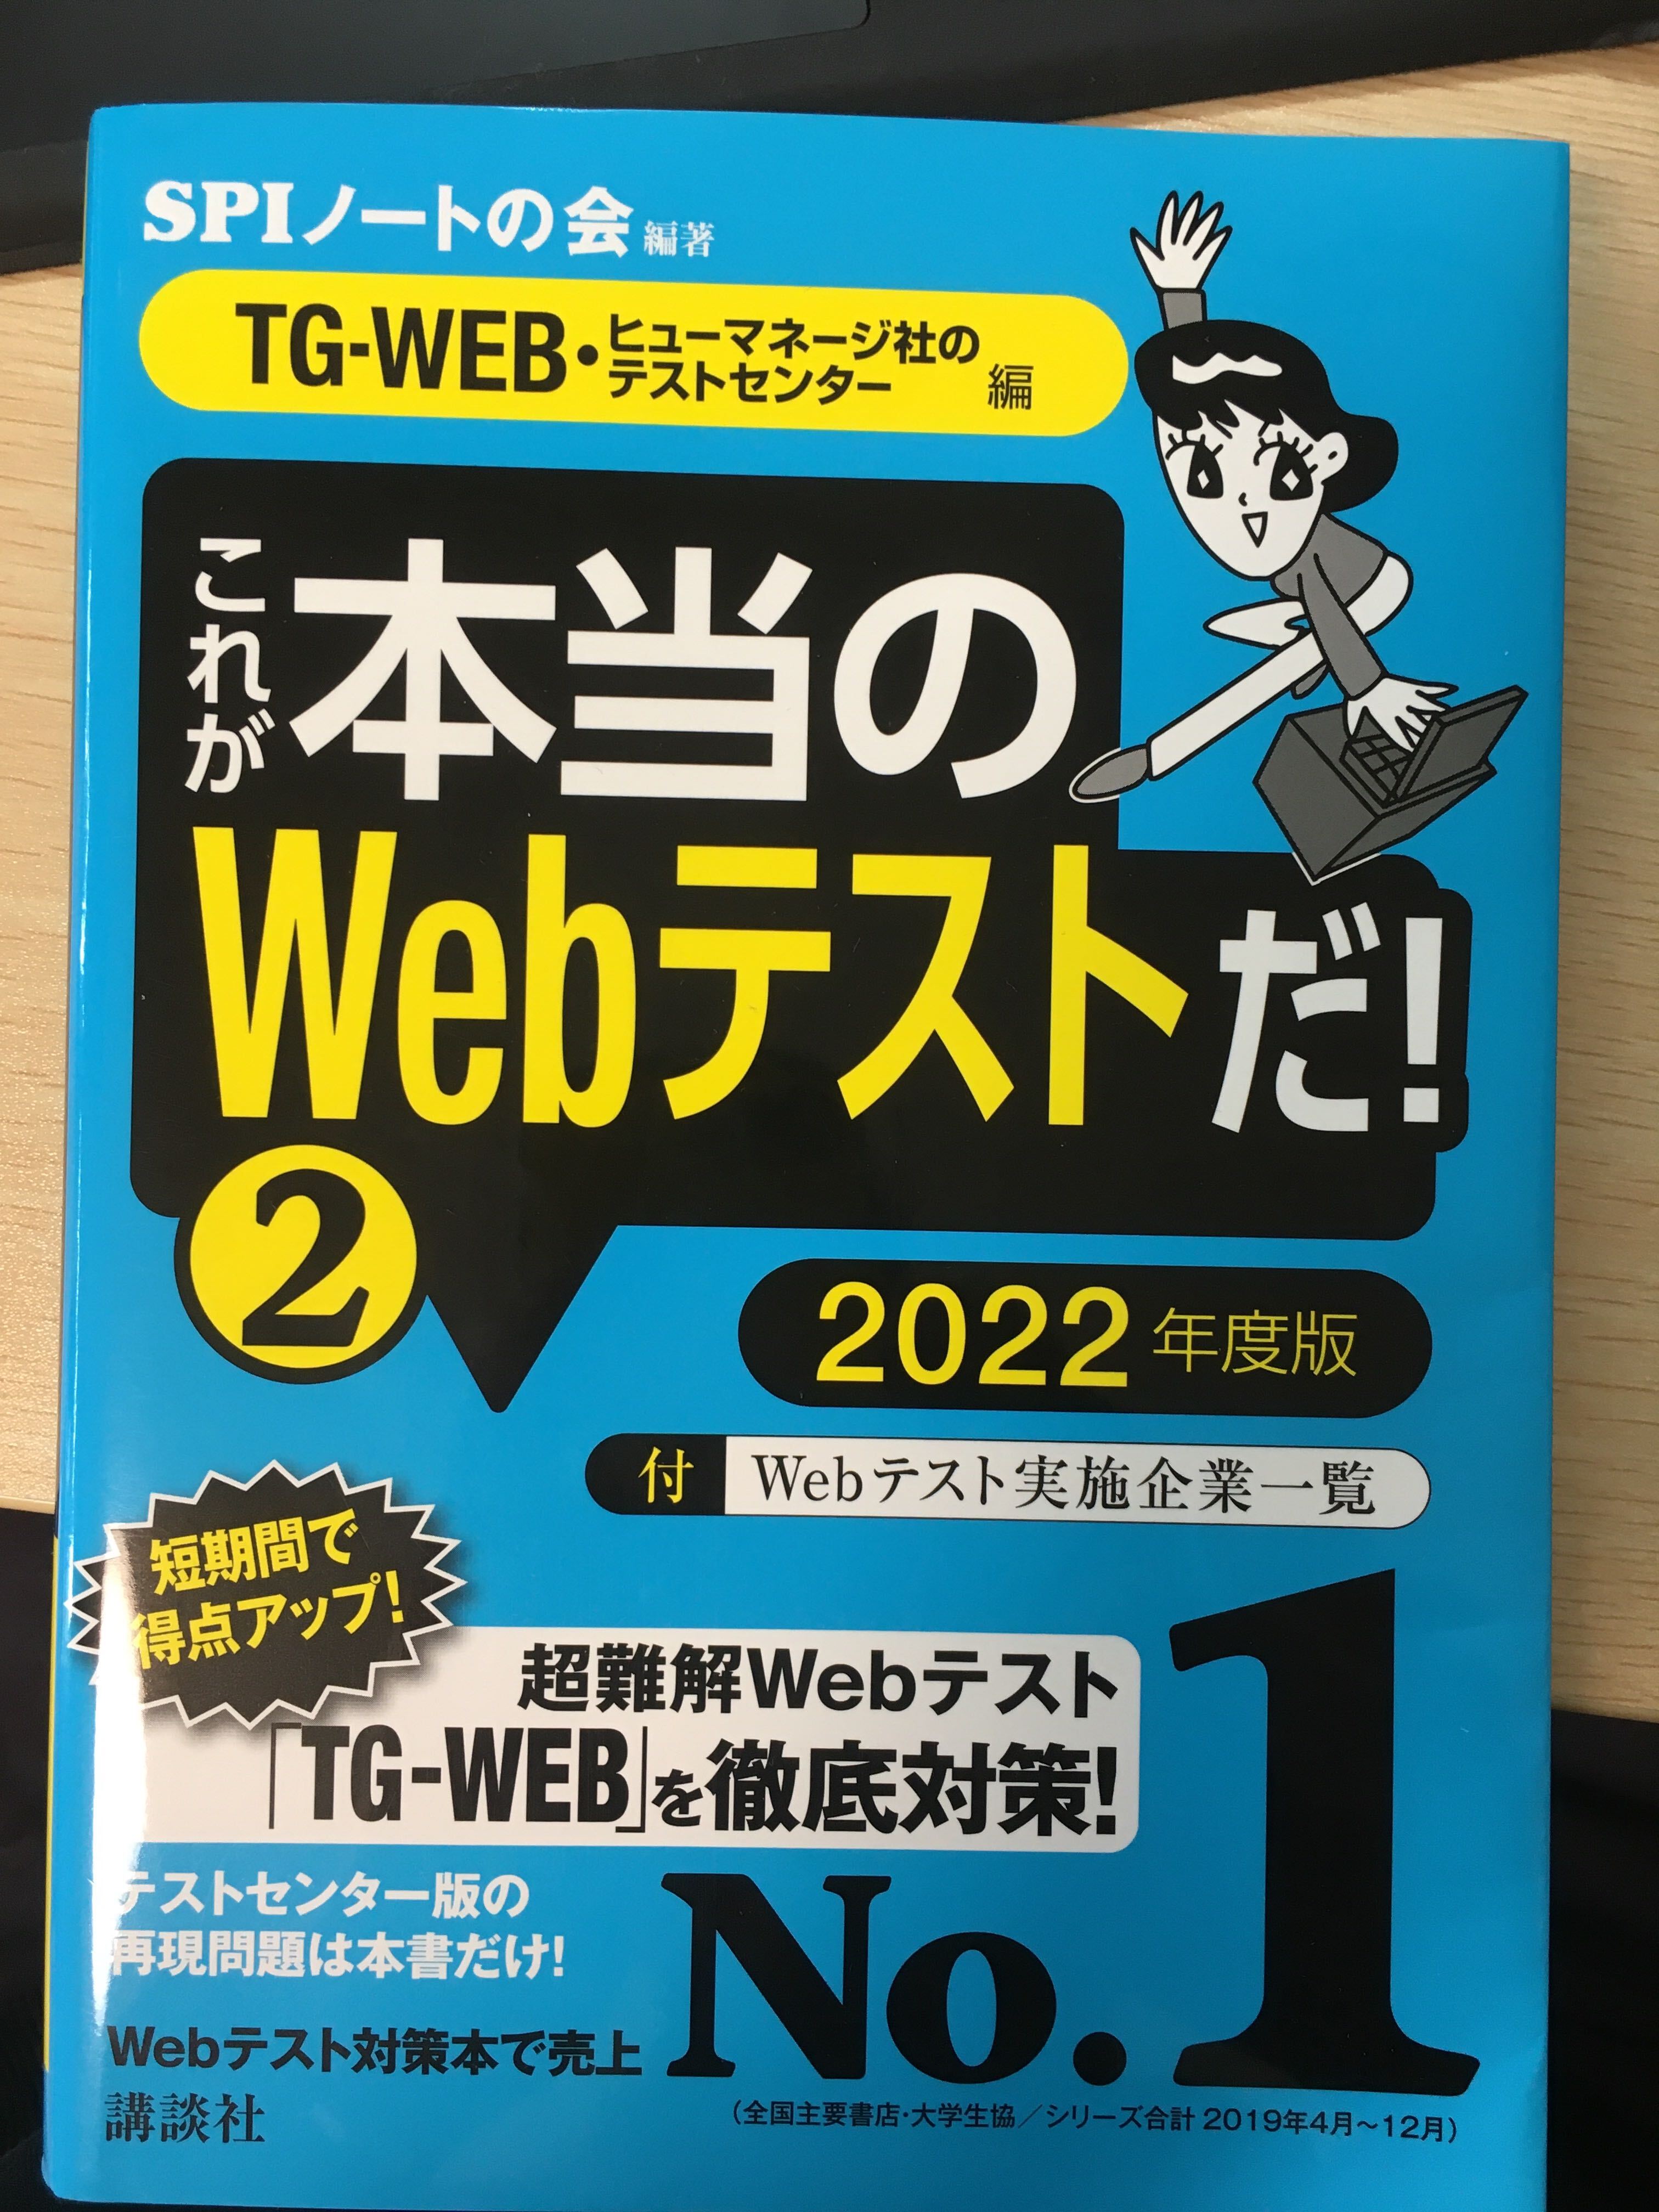 SPIノートの会 編著
TG-WEB・ヒューマネージ社のテストセンター 編
これが本当の
Webテストだ!
2
2022年度版
付 Webテスト実施企業一覧
短期間で
得点アップ!
超難解Webテスト
「TG-WEB」を徹底対策!
テストセンター版の
再現問題は本書だけ!
Webテスト対策本で売上 No.1
講談社
(全国主要書店・大学生協/シリーズ合計 2019年4月~12月)